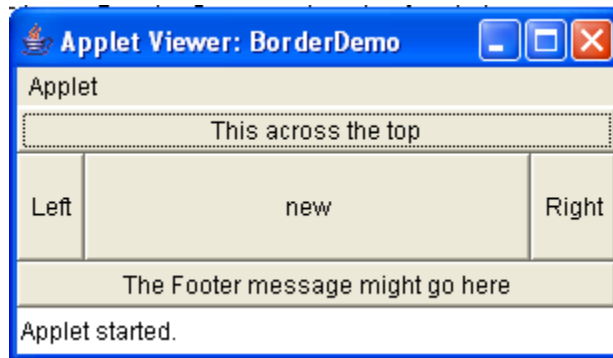 Applet Viewer: BorderDemo
Applet
This across the top
Left new Right
The Footer message might go here
Applet started.